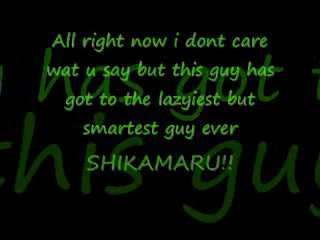 All right now i dont care
wat u say but this guy has
got to the lazyiest but
smartest guy ever
SHIKAMARU!!